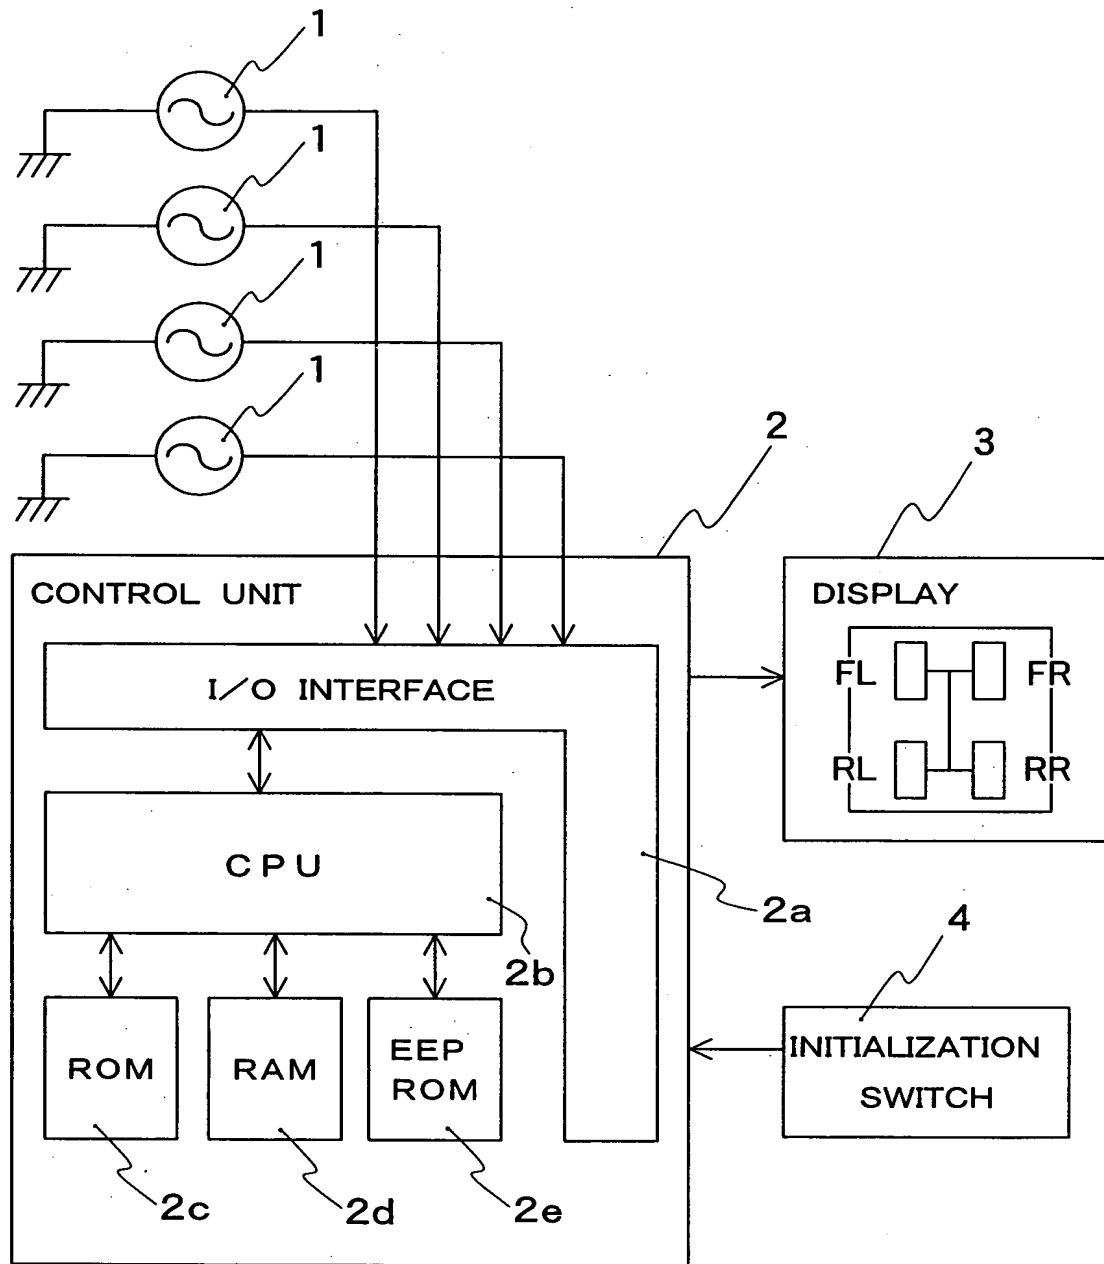 1
1
1
1
2
3
CONTROL UNIT
DISPLAY
FL
FR
RL
RR
I/O INTERFACE
CPU
2a
2b
4
ROM
RAM
EEP
ROM
INITIALIZATION
SWITCH
2c
2d
2e